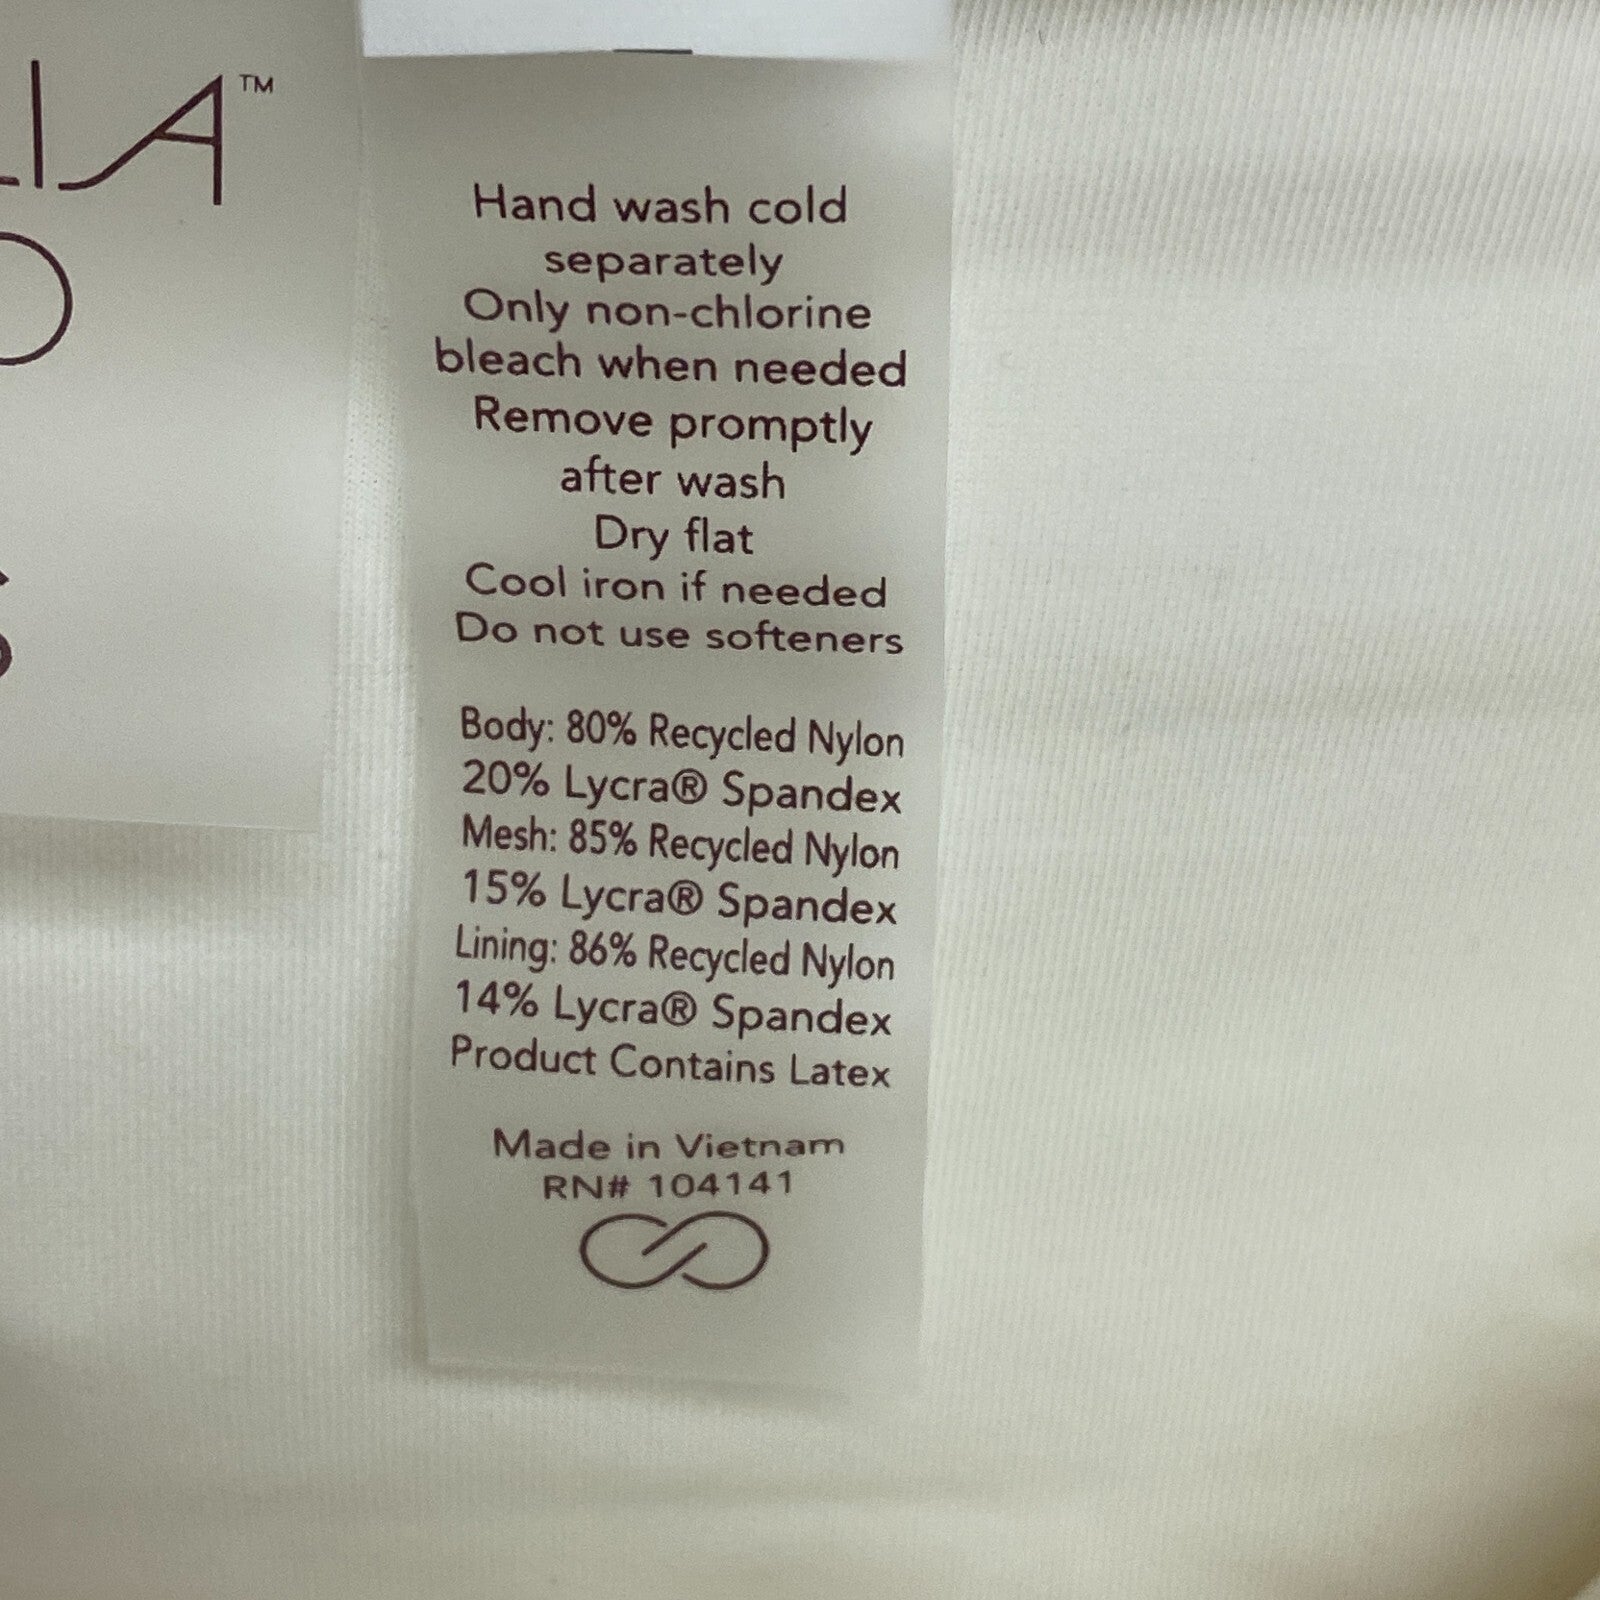 LIA™
Hand wash cold
separately
Only non-chlorine
bleach when needed
Remove promptly
after wash
Dry flat
Cool iron if needed
Do not use softeners
Body: 80% Recycled Nylon
20% Lycra® Spandex
Mesh: 85% Recycled Nylon
15% Lycra® Spandex
Lining: 86% Recycled Nylon
14% Lycra® Spandex
Product Contains Latex
Made in Vietnam
RN# 104141